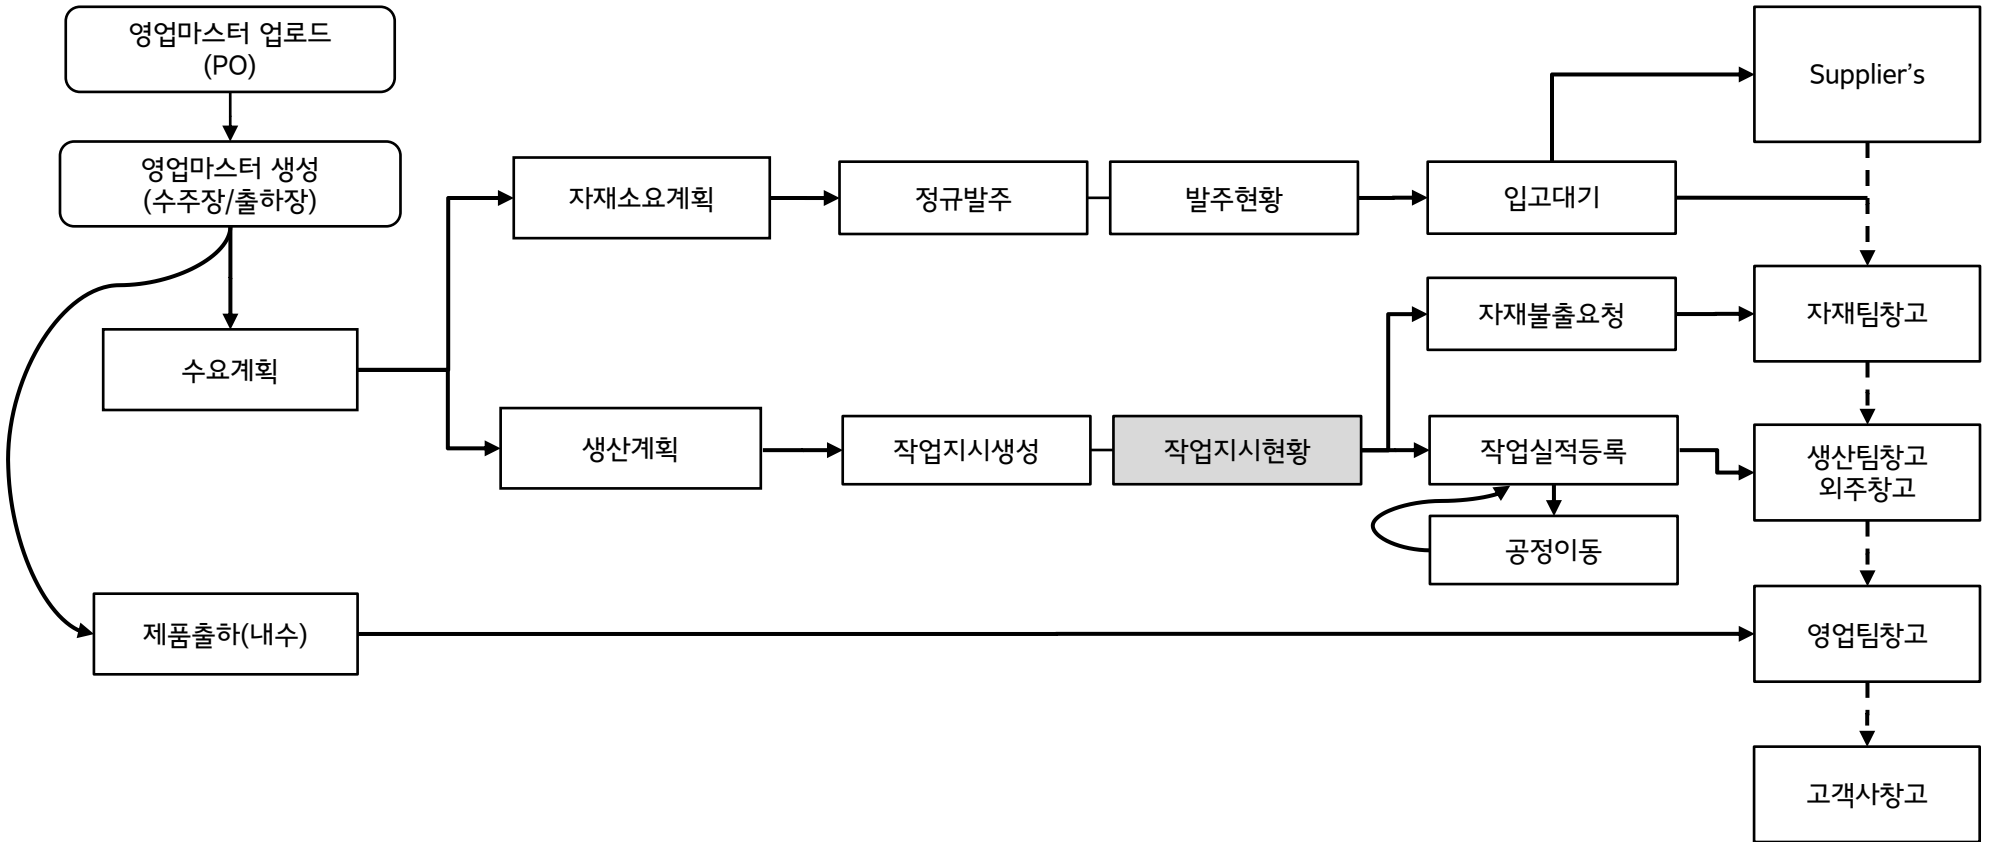 영업마스터 업로드
(PO)
영업마스터 생성
(수주장/출하장)
수요계획
제품출하(내수)
자재소요계획
정규발주
발주현황
입고대기
Supplier’s
자재불출요청
자재팀창고
생산계획
작업지시생성
작업지시현황
작업실적등록
공정이동
생산팀창고
외주창고
영업팀창고
고객사창고